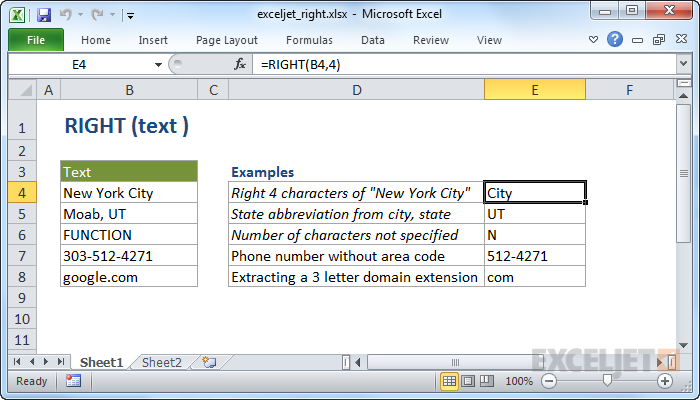 exceljet_right.xlsx - Microsoft Excel
File Home Insert Page Layout Formulas Data Review View
E4 fx =RIGHT(B4,4)
A B C D E F
1 RIGHT (text )
2
3 Text Examples
4 New York City Right 4 characters of "New York City" City
5 Moab, UT State abbreviation from city, state UT
6 FUNCTION Number of characters not specified N
7 303-512-4271 Phone number without area code 512-4271
8 google.com Extracting a 3 letter domain extension com
9
10
11
Sheet1 Sheet2
EXCELJET
Ready 100%